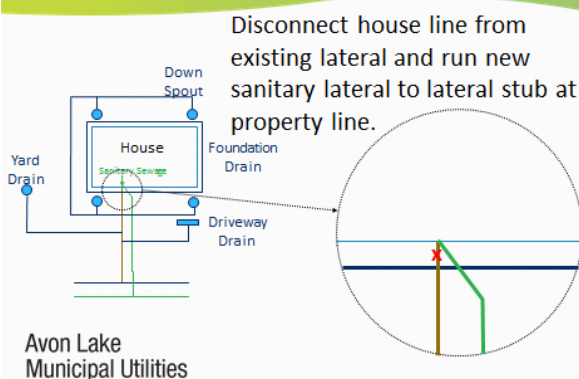 Disconnect house line from
existing lateral and run new
sanitary lateral to lateral stub at
property line.
Down
Spout
House
Sanitary Sewage
Foundation
Drain
Yard
Drain
Driveway
Drain
X
Avon Lake
Municipal Utilities